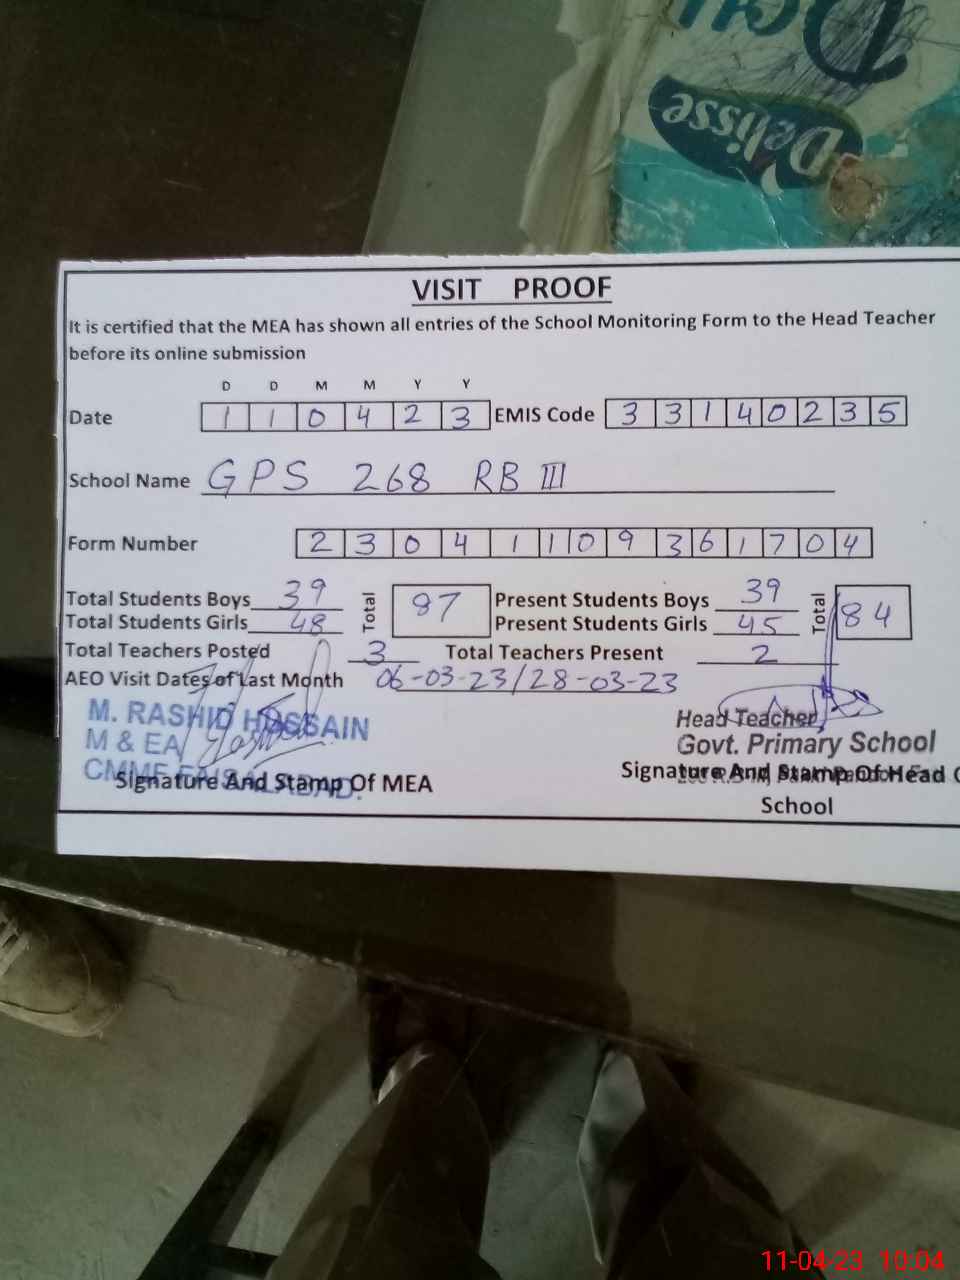 Delisse
VISIT PROOF
It is certified that the MEA has shown all entries of the School Monitoring Form to the Head Teacher
before its online submission
D D M M Y Y
Date 1 1 0 4 2 3 EMIS Code 3 3 1 4 0 2 3 5
School Name GPS 268 RB III
Form Number 2 3 0 4 1 1 0 9 3 6 1 7 0 4
Total Students Boys 39 Total 87 Present Students Boys 39 Total 84
Total Students Girls 48 Present Students Girls 45
Total Teachers Posted 3 Total Teachers Present 2
AEO Visit Dates of Last Month 06-03-23/28-03-23
M. RASHID HUSSAIN
M & EA
CMMF FAISALABAD.
Signature And Stamp Of MEA
Head Teacher
Govt. Primary School
Signature And Stamp Of Head
School
11-04-23 10:04